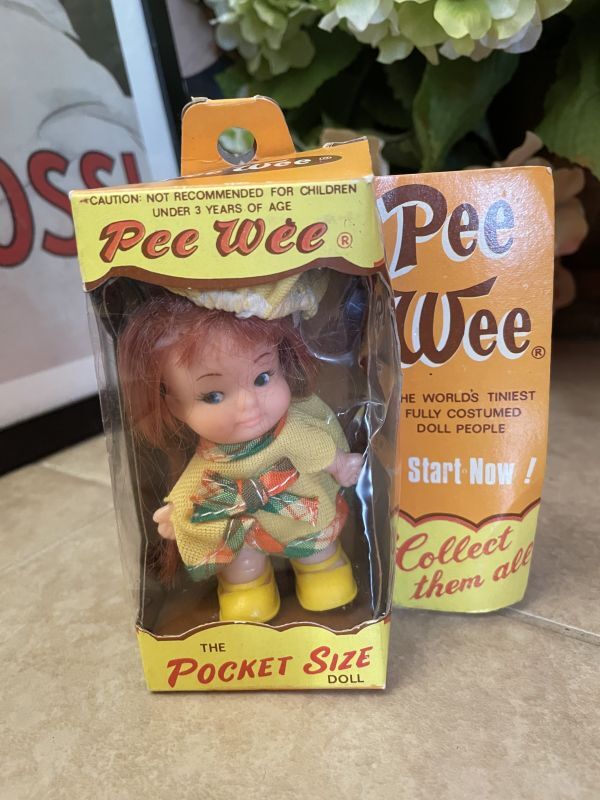 Pee Wee ®
CAUTION: NOT RECOMMENDED FOR CHILDREN
UNDER 3 YEARS OF AGE
Pee Wee ®
THE
POCKET SIZE
DOLL
Pee
Wee ®
HE WORLD'S TINIEST
FULLY COSTUMED
DOLL PEOPLE
Start Now !
Collect
them all
OSS